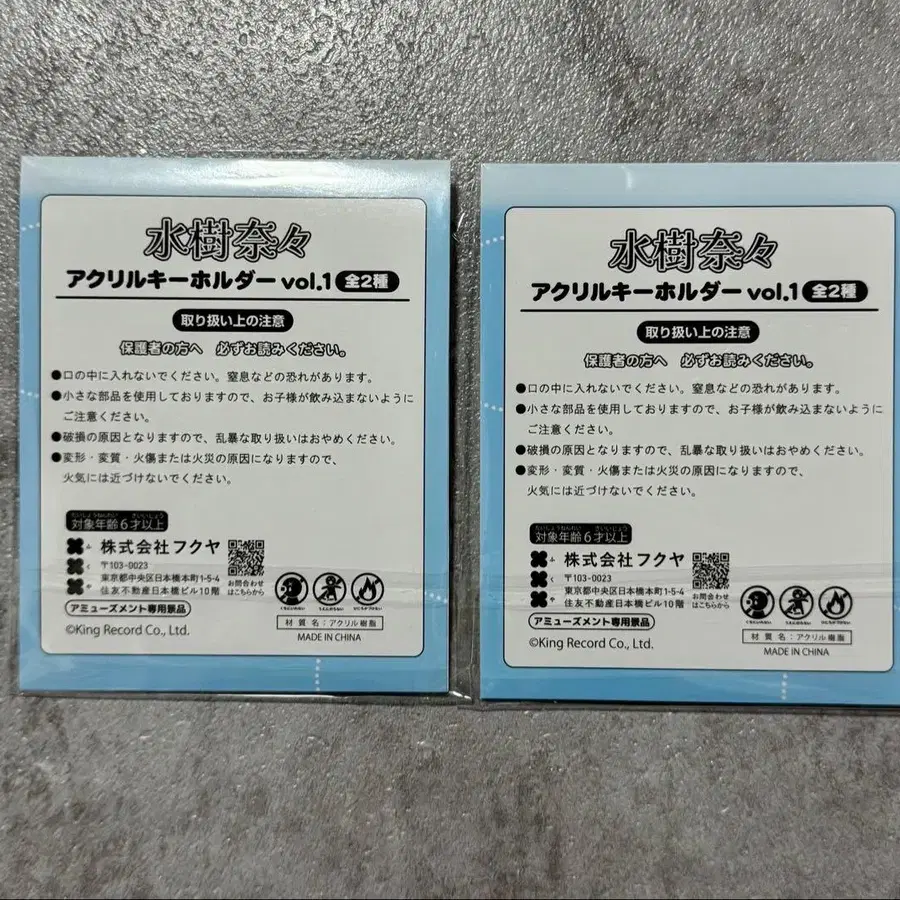 水樹奈々
アクリルキーホルダー vol.1 全2種
取り扱い上の注意
保護者の方へ 必ずお読みください。
●口の中に入れないでください。窒息などの恐れがあります。
●小さな部品を使用しておりますので、お子様が飲み込まないように
ご注意ください。
●破損の原因となりますので、乱暴な取り扱いはおやめください。
●変形・変質・火傷または火災の原因になりますので、
火気には近づけないでください。
対象年齢6才以上
株式会社フクヤ
〒103-0023
東京都中央区日本橋本町1-5-4
住友不動産日本橋ビル10階
お問合わせ
はこちらから
アミューズメント専用景品
©King Record Co., Ltd.
材質名：アクリル樹脂
MADE IN CHINA
水樹奈々
アクリルキーホルダー vol.1 全2種
取り扱い上の注意
保護者の方へ 必ずお読みください。
●口の中に入れないでください。窒息などの恐れがあります。
●小さな部品を使用しておりますので、お子様が飲み込まないように
ご注意ください。
●破損の原因となりますので、乱暴な取り扱いはおやめください。
●変形・変質・火傷または火災の原因になりますので、
火気には近づけないでください。
対象年齢6才以上
株式会社フクヤ
〒103-0023
東京都中央区日本橋本町1-5-4
住友不動産日本橋ビル10階
お問合わせ
はこちらから
アミューズメント専用景品
©King Record Co., Ltd.
材質名：アクリル樹脂
MADE IN CHINA